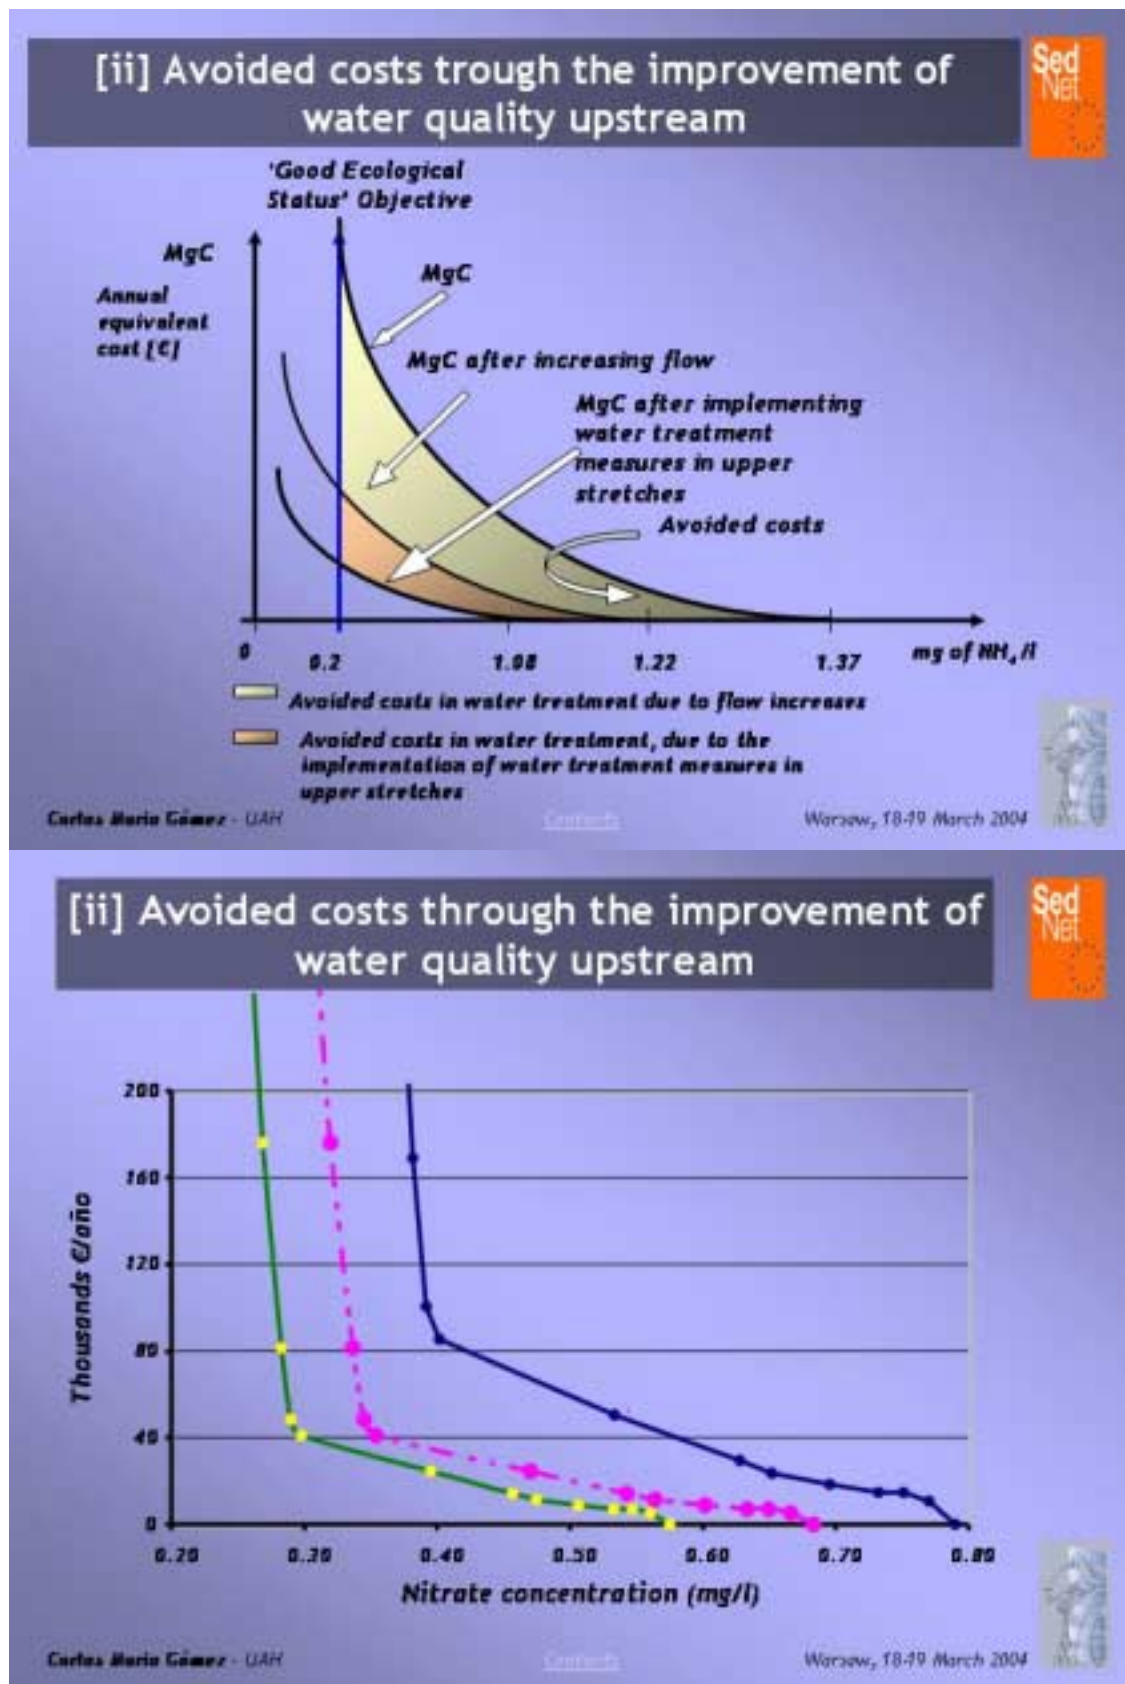 [ii] Avoided costs trough the improvement of
water quality upstream
Sed
Net
'Good Ecological
Status' Objective
MgC
Annual
equivalent
cost [€]
MgC
MgC after increasing flow
MgC after implementing
water treatment
measures in upper
stretches
Avoided costs
0
0.2
1.08
1.22
1.37
mg of NH4/l
Avoided costs in water treatment due to flow increases
Avoided costs in water treatment, due to the
implementation of water treatment measures in
upper stretches
Carlos Mario Gómez - UAH
Contents
Warsaw, 18-19 March 2004
[ii] Avoided costs through the improvement of
water quality upstream
Sed
Net
200
160
120
80
40
0
Thousands €/año
0.20
0.30
0.40
0.50
0.60
0.70
0.80
Nitrate concentration (mg/l)
Carlos Mario Gómez - UAH
Contents
Warsaw, 18-19 March 2004